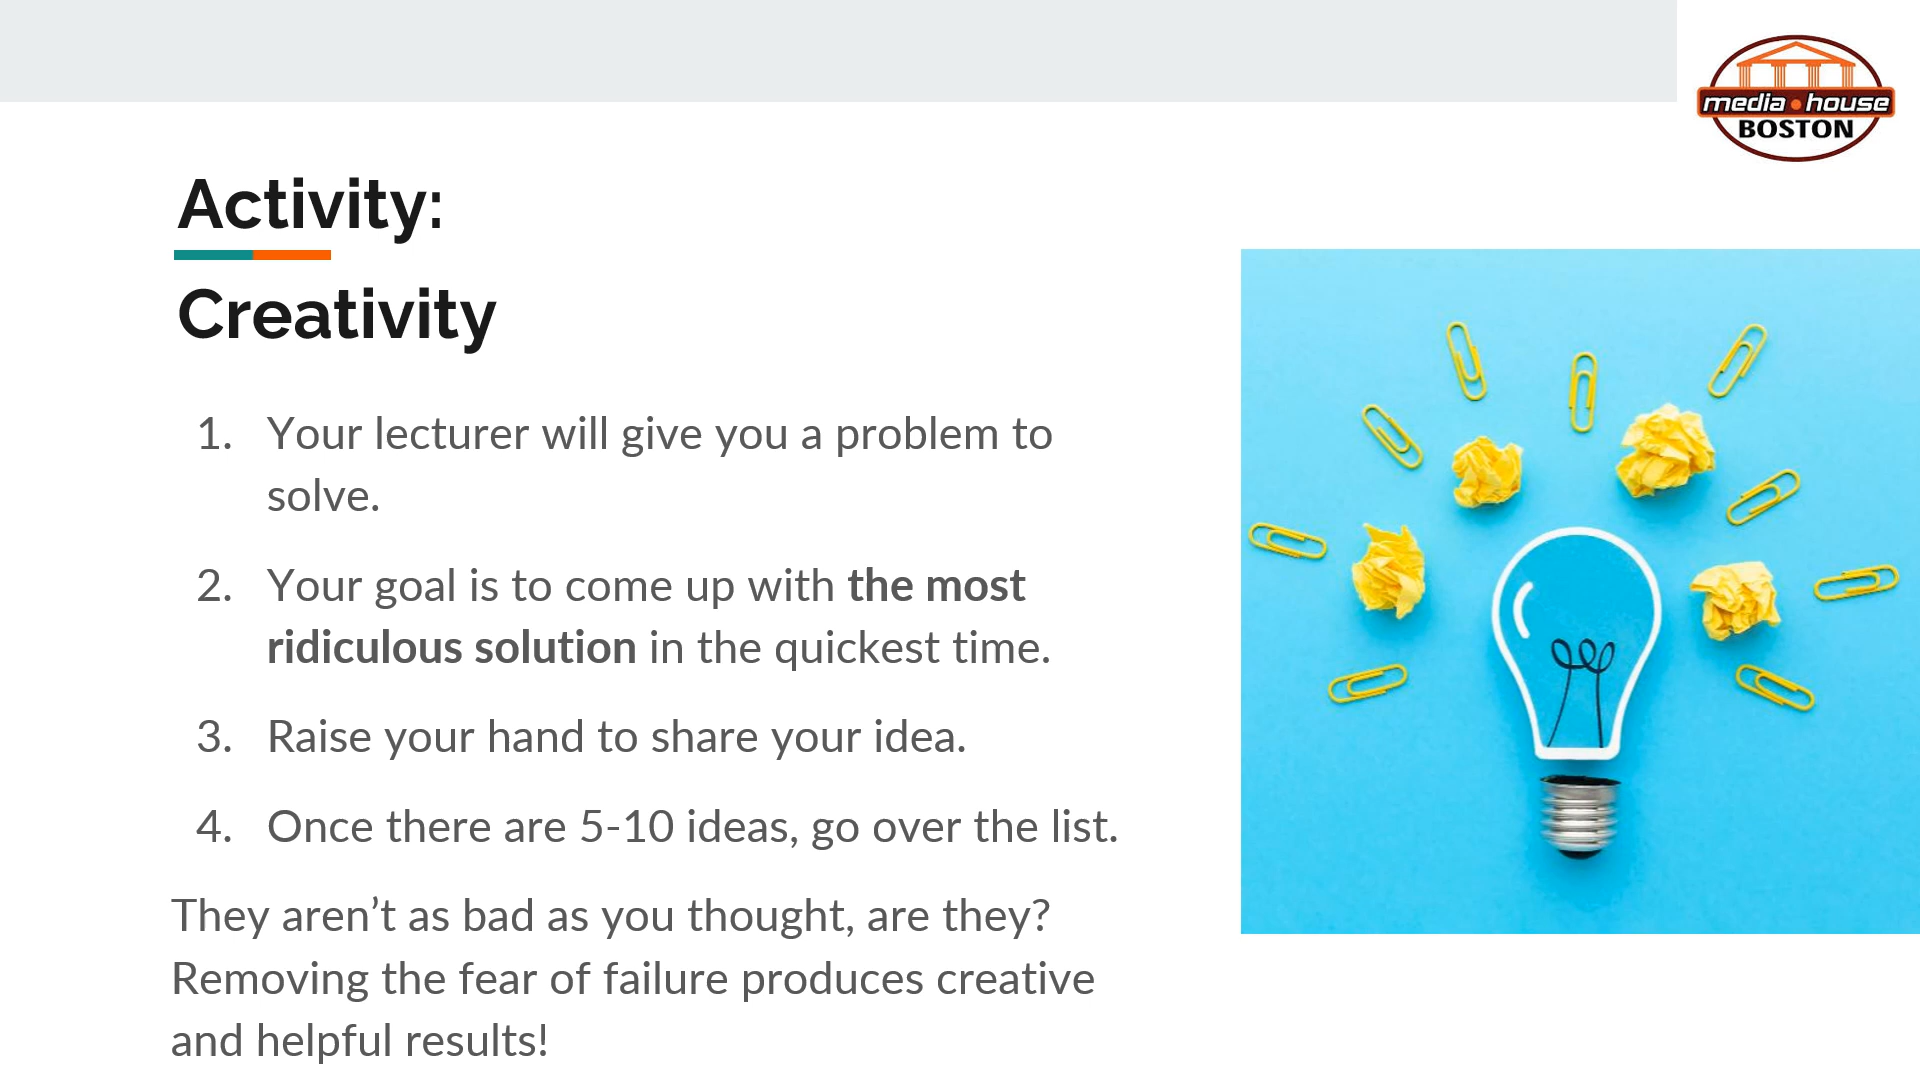 media house
BOSTON
Activity:
Creativity
1. Your lecturer will give you a problem to
solve.
2. Your goal is to come up with the most
ridiculous solution in the quickest time.
3. Raise your hand to share your idea.
4. Once there are 5-10 ideas, go over the list.
They aren’t as bad as you thought, are they?
Removing the fear of failure produces creative
and helpful results!